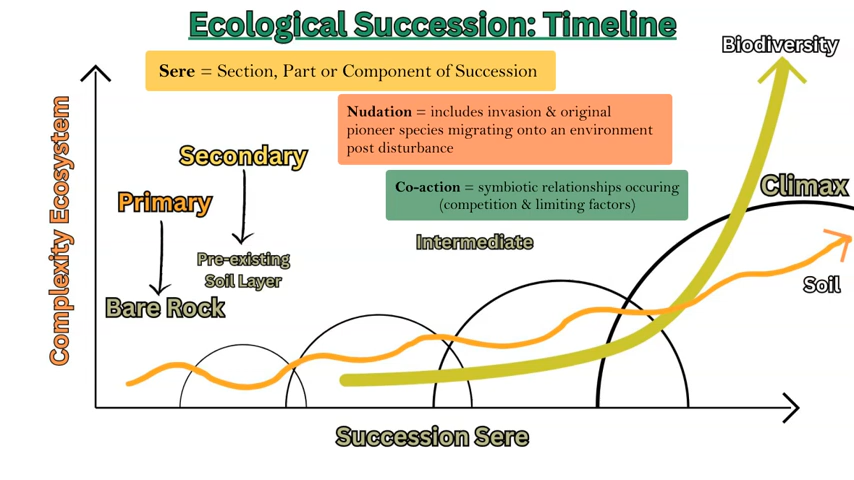 Ecological Succession: Timeline
Biodiversity
Sere = Section, Part or Component of Succession
Nudation = includes invasion & original
pioneer species migrating onto an environment
post disturbance
Secondary
Co-action = symbiotic relationships occuring
(competition & limiting factors)
Climax
Primary
Intermediate
Pre-existing
Soil Layer
Soil
Bare Rock
Complexity Ecosystem
Succession Sere